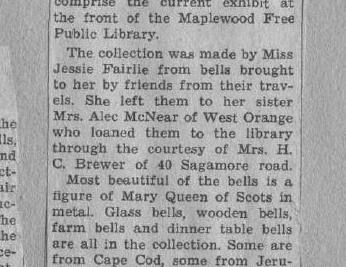 comprise the current exhibit at
the front of the Maplewood Free
Public Library.
The collection was made by Miss
Jessie Fairlie from bells brought
to her by friends from their trav-
els. She left them to her sister
Mrs. Alec McNear of West Orange
who loaned them to the library
through the courtesy of Mrs. H.
C. Brewer of 40 Sagamore road.
Most beautiful of the bells is a
figure of Mary Queen of Scots in
metal. Glass bells, wooden bells,
farm bells and dinner table bells
are all in the collection. Some are
from Cape Cod, some from Jeru-